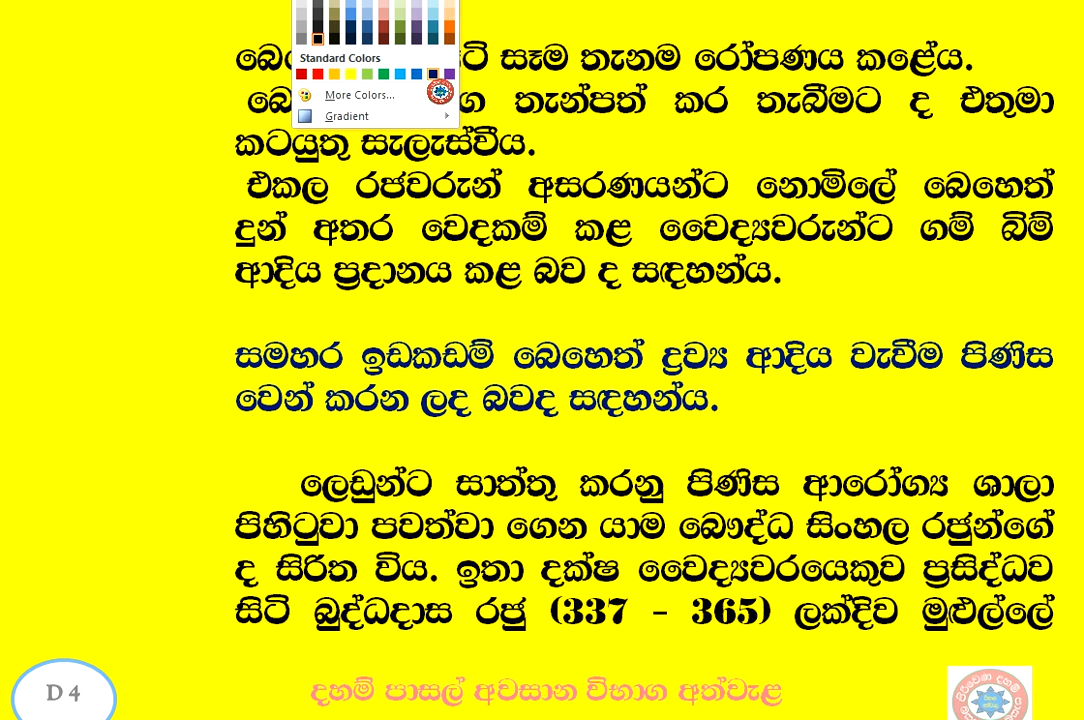 සිටි සෑම තැනම රෝපණය කළේය.
තැන්පත් කර තැබීමට ද එතුමා
කටයුතු සැලැස්වීය.
එකල රජවරුන් අසරණයන්ට නොමිලේ බෙහෙත්
දුන් අතර වෙදකම් කළ වෛද්‍යවරුන්ට ගම් බිම්
ආදිය ප්‍රදානය කළ බව ද සඳහන්ය.
සමහර ඉඩකඩම් බෙහෙත් ද්‍රව්‍ය ආදිය වැවීම පිණිස
වෙන් කරන ලද බවද සඳහන්ය.
ලෙඩුන්ට සාත්තු කරනු පිණිස ආරෝග්‍ය ශාලා
පිහිටුවා පවත්වා ගෙන යාම බෞද්ධ සිංහල රජුන්ගේ
ද සිරිත විය. ඉතා දක්ෂ වෛද්‍යවරයෙකුව ප්‍රසිද්ධව
සිටි බුද්ධදාස රජු (337 - 365) ලක්දිව මුළුල්ලේ
Standard Colors
More Colors...
Gradient
D 4
දහම් පාසල් අවසාන විභාග අත්වැළ